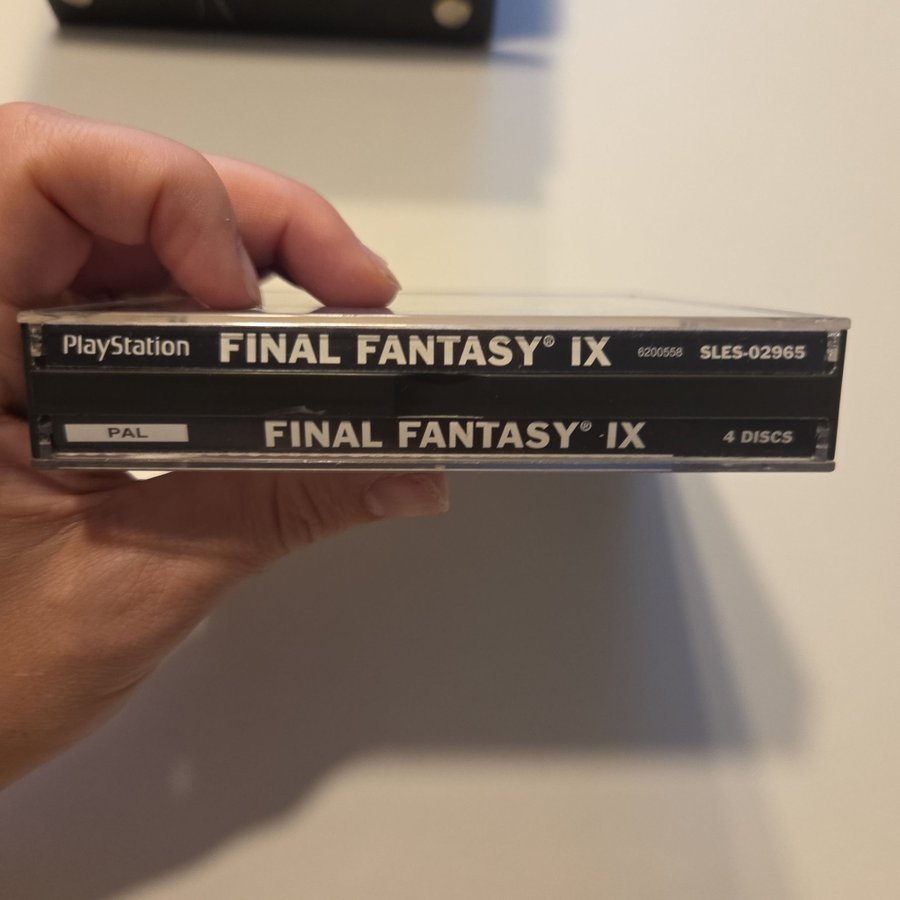 PlayStation FINAL FANTASY® IX 6200558 SLES-02965
PAL FINAL FANTASY® IX 4 DISCS